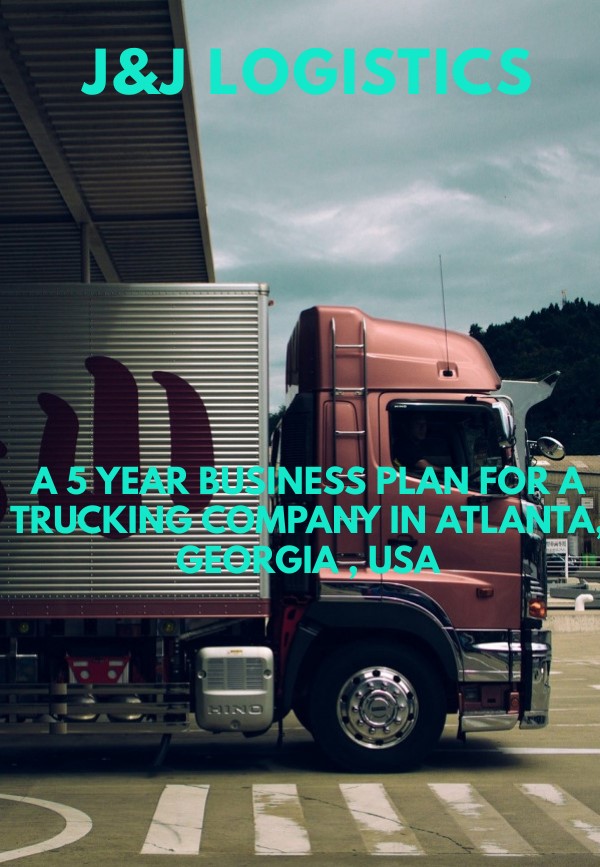 J&J LOGISTICS
A 5 YEAR BUSINESS PLAN FOR A
TRUCKING COMPANY IN ATLANTA,
GEORGIA , USA
HINO